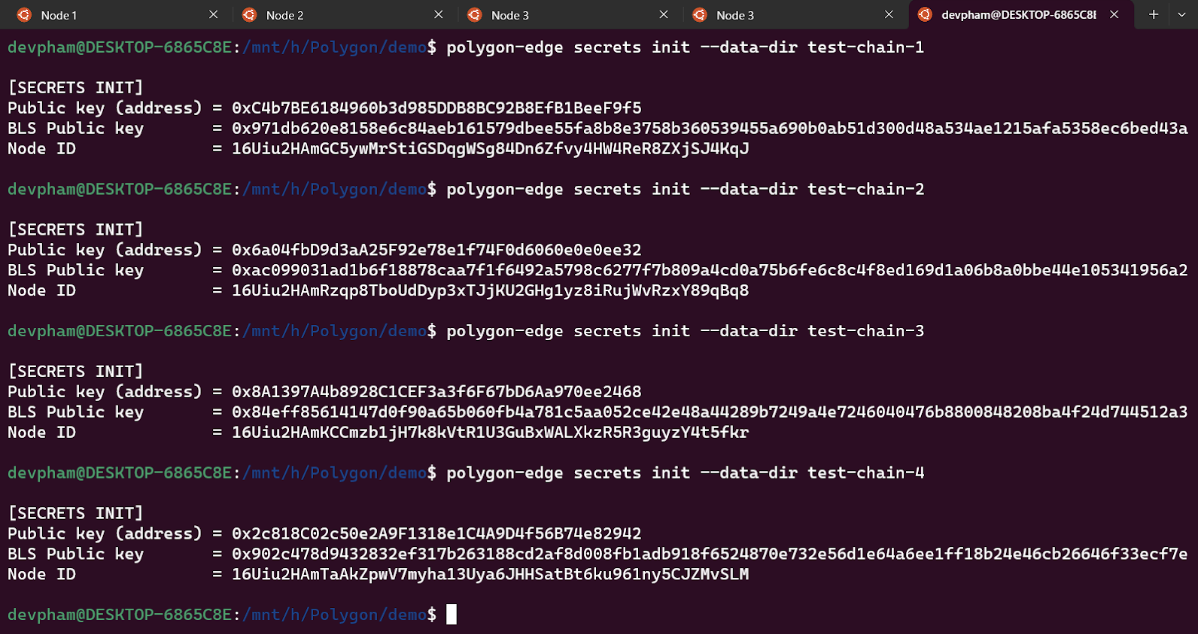 Node 1
Node 2
Node 3
Node 3
devpham@DESKTOP-6865C8E
devpham@DESKTOP-6865C8E:/mnt/h/Polygon/demo$ polygon-edge secrets init --data-dir test-chain-1
[SECRETS INIT]
Public key (address) = 0xC4b7BE6184960b3d985DDB8BC92B8EfB1BeeF9f5
BLS Public key = 0x971db620e8158e6c84aeb161579dbee55fa8b8e3758b360539455a690b0ab51d300d48a534ae1215afa5358ec6bed43a
Node ID = 16Uiu2HAmGC5ywMrStiGSDqgWSg84Dn6Zfvy4HW4ReR8ZXjSJ4KqJ
devpham@DESKTOP-6865C8E:/mnt/h/Polygon/demo$ polygon-edge secrets init --data-dir test-chain-2
[SECRETS INIT]
Public key (address) = 0x6a04fbD9d3aA25F92e78e1f74F0d6060e0e0ee32
BLS Public key = 0xac099031ad1b6f18878caa7f1f6492a5798c6277f7b809a4cd0a75b6fe6c8c4f8ed169d1a06b8a0bbe44e105341956a2
Node ID = 16Uiu2HAmRzqp8TboUdDyp3xTJjKU2GHg1yz8iRujWvRzxY89qBq8
devpham@DESKTOP-6865C8E:/mnt/h/Polygon/demo$ polygon-edge secrets init --data-dir test-chain-3
[SECRETS INIT]
Public key (address) = 0x8A1397A4b8928C1CEF3a3f6F67bD6Aa970ee2468
BLS Public key = 0x84eff85614147d0f90a65b060fb4a781c5aa052ce42e48a44289b7249a4e7246040476b8800848208ba4f24d744512a3
Node ID = 16Uiu2HAmKCCmzb1jH7k8kVtR1U3GuBxWALXkzR5R3guyzY4t5fkr
devpham@DESKTOP-6865C8E:/mnt/h/Polygon/demo$ polygon-edge secrets init --data-dir test-chain-4
[SECRETS INIT]
Public key (address) = 0x2c818C02c50e2A9F1318e1C4A9D4f56B74e82942
BLS Public key = 0x902c478d9432832ef317b263188cd2af8d008fb1adb918f6524870e732e56d1e64a6ee1ff18b24e46cb26646f33ecf7e
Node ID = 16Uiu2HAmTaAkZpwV7myha13Uya6JHHSatBt6ku961ny5CJZMvSLM
devpham@DESKTOP-6865C8E:/mnt/h/Polygon/demo$